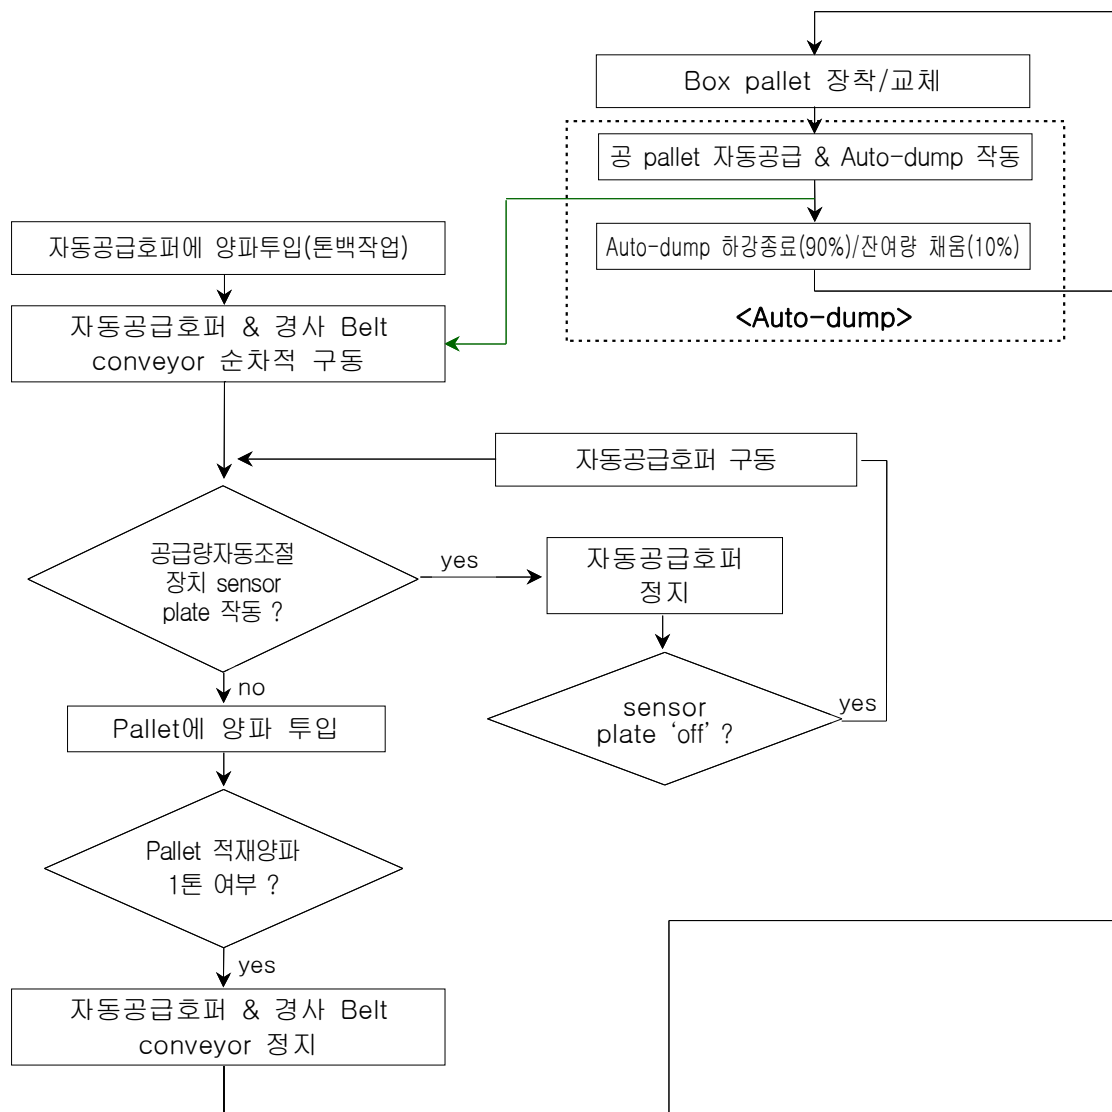 Box pallet 장착/교체
공 pallet 자동공급 & Auto-dump 작동
Auto-dump 하강종료(90%)/잔여량 채움(10%)
<Auto-dump>
자동공급호퍼에 양파투입(톤백작업)
자동공급호퍼 & 경사 Belt
conveyor 순차적 구동
자동공급호퍼 구동
공급량자동조절
장치 sensor
plate 작동 ?
yes
자동공급호퍼
정지
no
sensor
plate ‘off’ ?
yes
Pallet에 양파 투입
Pallet 적재양파
1톤 여부 ?
yes
자동공급호퍼 & 경사 Belt
conveyor 정지